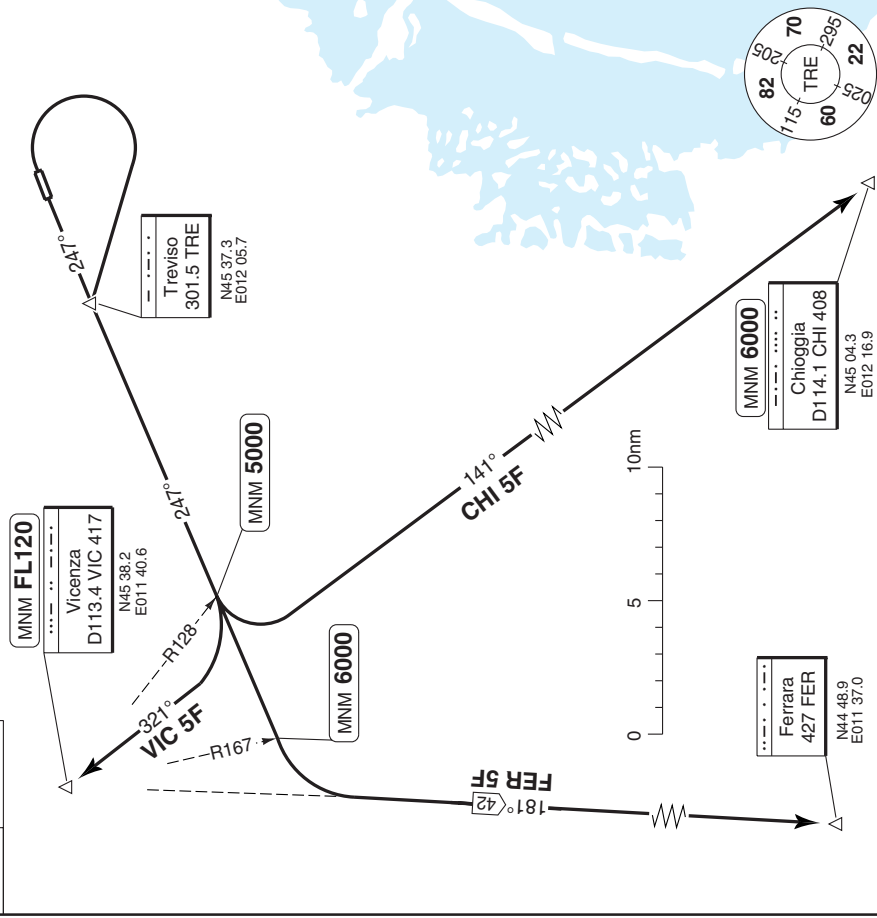 247°
Treviso
301.5 TRE
N45 37.3
E012 05.7
TRE
205
70
295
22
025
60
115
82
247°
MNM FL120
Vicenza
D113.4 VIC 417
N45 38.2
E011 40.6
MNM 5000
R128
321°
VIC 5F
R167
MNM 6000
141°
CHI 5F
MNM 6000
Chioggia
D114.1 CHI 408
N45 04.3
E012 16.9
0
5
10nm
181°
42
FER 5F
Ferrara
427 FER
N44 48.9
E011 37.0